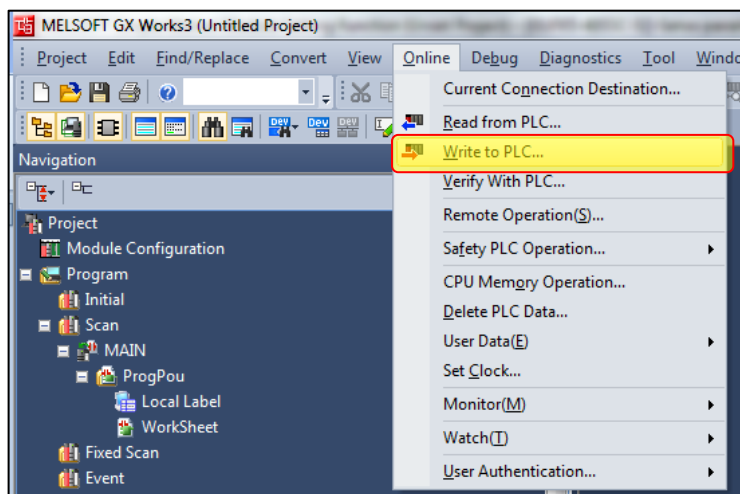 MELSOFT GX Works3 (Untitled Project)
Project Edit Find/Replace Convert View Online Debug Diagnostics Tool Windo
Current Connection Destination...
Read from PLC...
Write to PLC...
Verify With PLC...
Remote Operation(S)...
Safety PLC Operation...
CPU Memory Operation...
Delete PLC Data...
User Data(E)
Set Clock...
Monitor(M)
Watch(T)
User Authentication...
DEV DEV
Navigation
Project
Module Configuration
Program
Initial
Scan
MAIN
ProgPou
Local Label
WorkSheet
Fixed Scan
Event